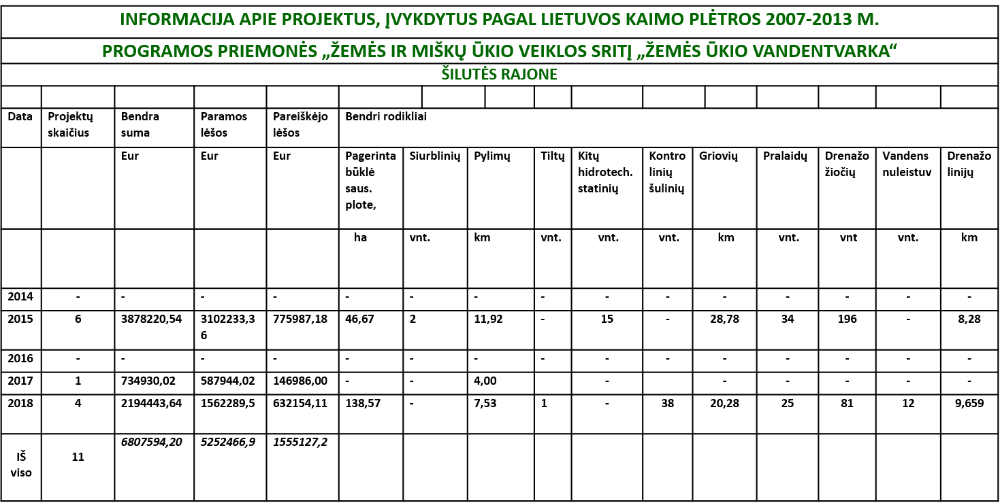 INFORMACIJA APIE PROJEKTUS, ĮVYKDYTUS PAGAL LIETUVOS KAIMO PLĖTROS 2007-2013 M.
PROGRAMOS PRIEMONĖS „ŽEMĖS IR MIŠKŲ ŪKIO VEIKLOS SRITĮ „ŽEMĖS ŪKIO VANDENTVARKA“
ŠILUTĖS RAJONE
Data Projektų Bendra Paramos Pareiškėjo Bendri rodikliai
skaičius suma lėšos lėšos
Eur Eur Eur Pagerinta Siurblinių Pylimų Tiltų Kitų Kontro Griovių Pralaidų Drenažo Vandens Drenažo
būklė hidrotech. linių žiočių nuleistuv linijų
saus. statinių šulinių
plote,
ha vnt. km vnt. vnt. vnt. km vnt. vnt vnt. km
2014 - - - - - - - - - - - - - - -
2015 6 3878220,54 3102233,3 775987,18 46,67 2 11,92 - 15 - 28,78 34 196 - 8,28
6
2016 - - - - - - - - - - - - - - -
2017 1 734930,02 587944,02 146986,00 - - 4,00 - - - - - - -
2018 4 2194443,64 1562289,5 632154,11 138,57 - 7,53 1 - 38 20,28 25 81 12 9,659
6807594,20 5252466,9 1555127,2
IŠ 11
viso